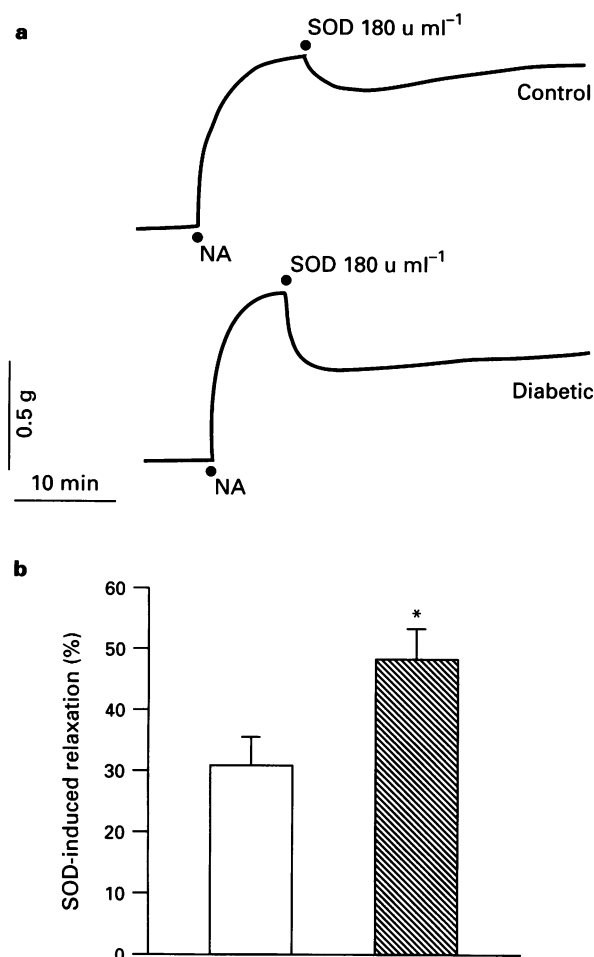 a
SOD 180 u ml⁻¹
Control
NA
SOD 180 u ml⁻¹
Diabetic
0.5 g
10 min
NA
b
60
50
40
30
20
10
0
SOD-induced relaxation (%)
*